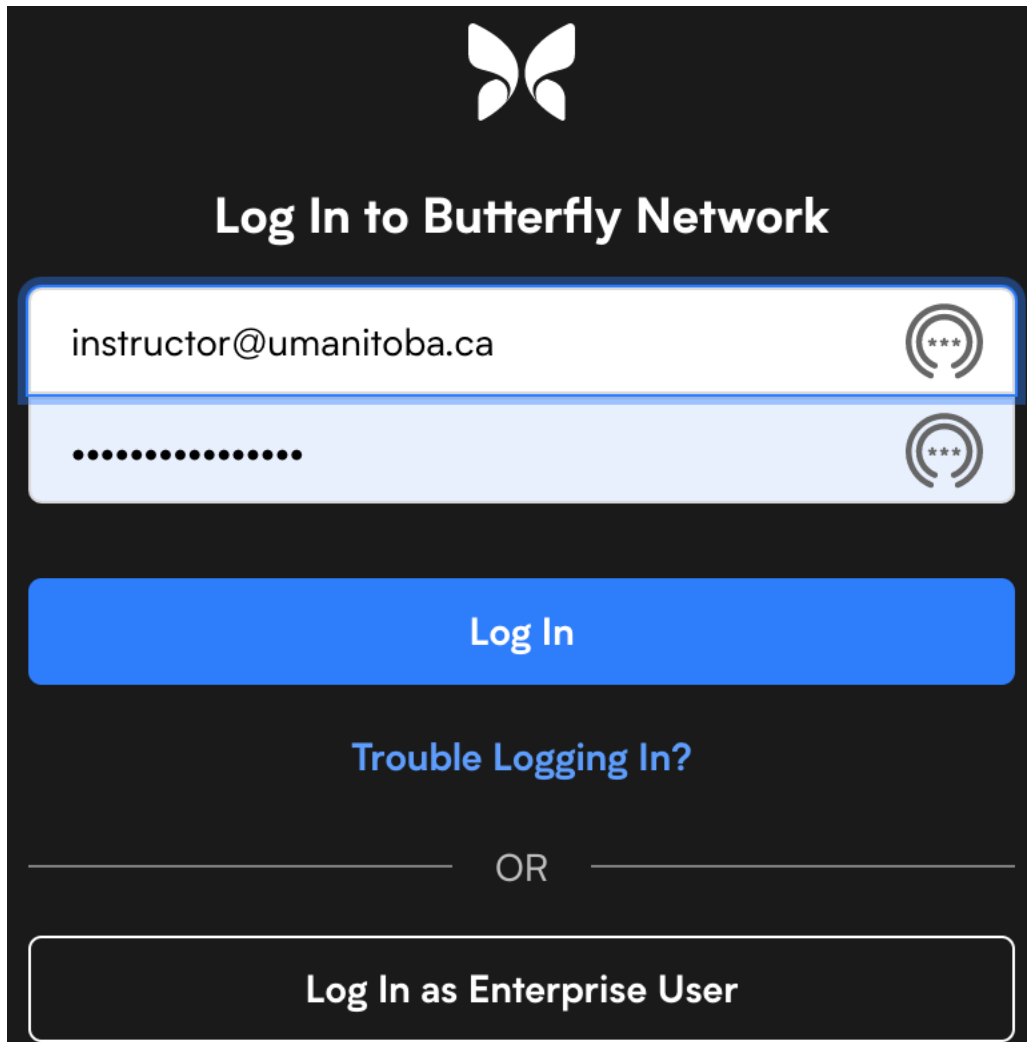 Log In to Butterfly Network
instructor@umanitoba.ca
••••••••••••••••
Log In
Trouble Logging In?
OR
Log In as Enterprise User